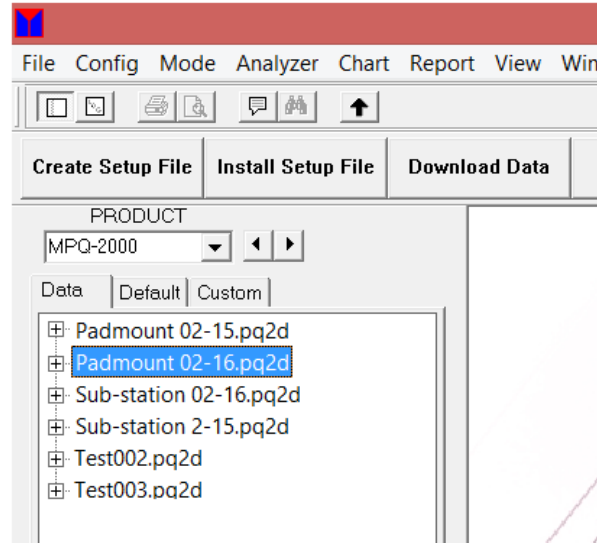 File Config Mode Analyzer Chart Report View Win
Create Setup File Install Setup File Download Data
PRODUCT
MPQ-2000
Data Default Custom
Padmount 02-15.pq2d
Padmount 02-16.pq2d
Sub-station 02-16.pq2d
Sub-station 2-15.pq2d
Test002.pq2d
Test003.pq2d